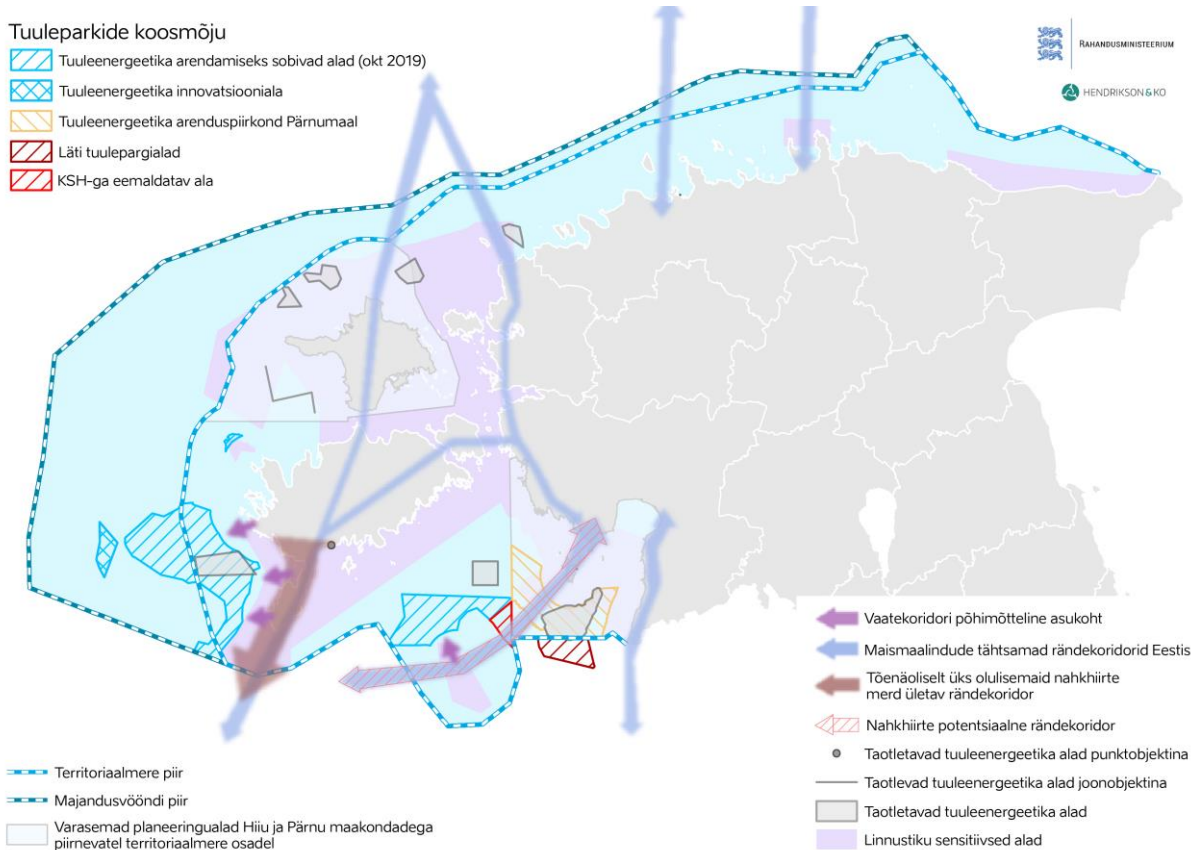 Tuuleparkide koosmõju
Tuuleenergeetika arendamiseks sobivad alad (okt 2019)
Tuuleenergeetika innovatsiooniala
Tuuleenergeetika arenduspiirkond Pärnumaal
Läti tuulepargialad
KSH-ga eemaldatav ala
RAHANDUSMINISTEERIUM
HENDRIKSON & KO
Vaatekoridori põhimõtteline asukoht
Maismaalindude tähtsamad rändekoridorid Eestis
Tõenäoliselt üks olulisemaid nahkhiirte
merd ületav rändekoridor
Nahkhiirte potentsiaalne rändekoridor
Taotletavad tuuleenergeetika alad punktobjektina
Taotlevad tuuleenergeetika alad joonobjektina
Taotletavad tuuleenergeetika alad
Linnustiku sensitiivsed alad
Territoriaalmere piir
Majandusvööndi piir
Varasemad planeeringualad Hiiu ja Pärnu maakondadega
piirnevatel territoriaalmere osadel